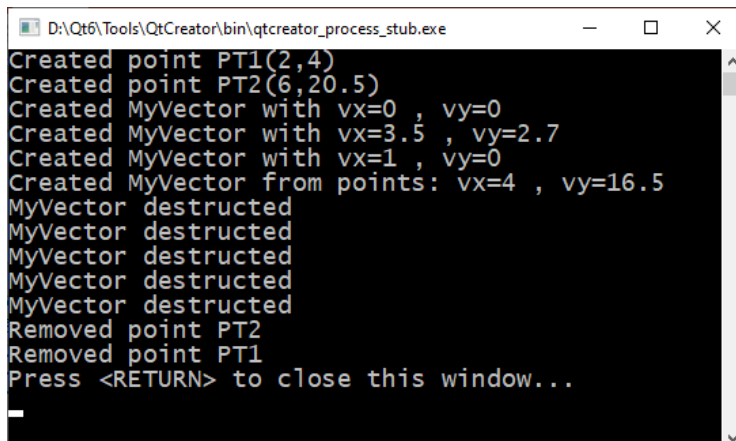 D:\Qt6\Tools\QtCreator\bin\qtcreator_process_stub.exe
Created point PT1(2,4)
Created point PT2(6,20.5)
Created MyVector with vx=0 , vy=0
Created MyVector with vx=3.5 , vy=2.7
Created MyVector with vx=1 , vy=0
Created MyVector from points: vx=4 , vy=16.5
MyVector destructed
MyVector destructed
MyVector destructed
MyVector destructed
MyVector destructed
Removed point PT2
Removed point PT1
Press <RETURN> to close this window...